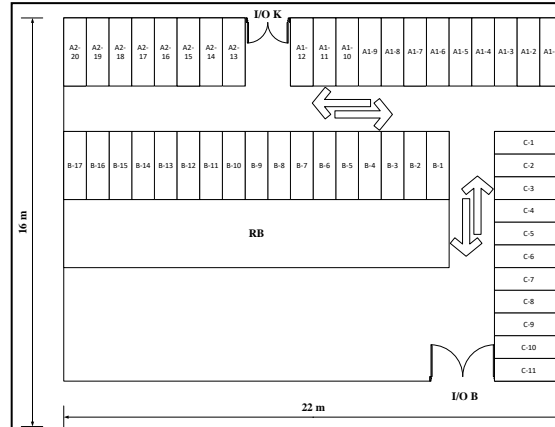 I/O K
A2-20
A2-19
A2-18
A2-17
A2-16
A2-15
A2-14
A2-13
A1-12
A1-11
A1-10
A1-9
A1-8
A1-7
A1-6
A1-5
A1-4
A1-3
A1-2
A1-
B-17
B-16
B-15
B-14
B-13
B-12
B-11
B-10
B-9
B-8
B-7
B-6
B-5
B-4
B-3
B-2
B-1
C-1
C-2
C-3
C-4
C-5
C-6
C-7
C-8
C-9
C-10
C-11
RB
16 m
I/O B
22 m